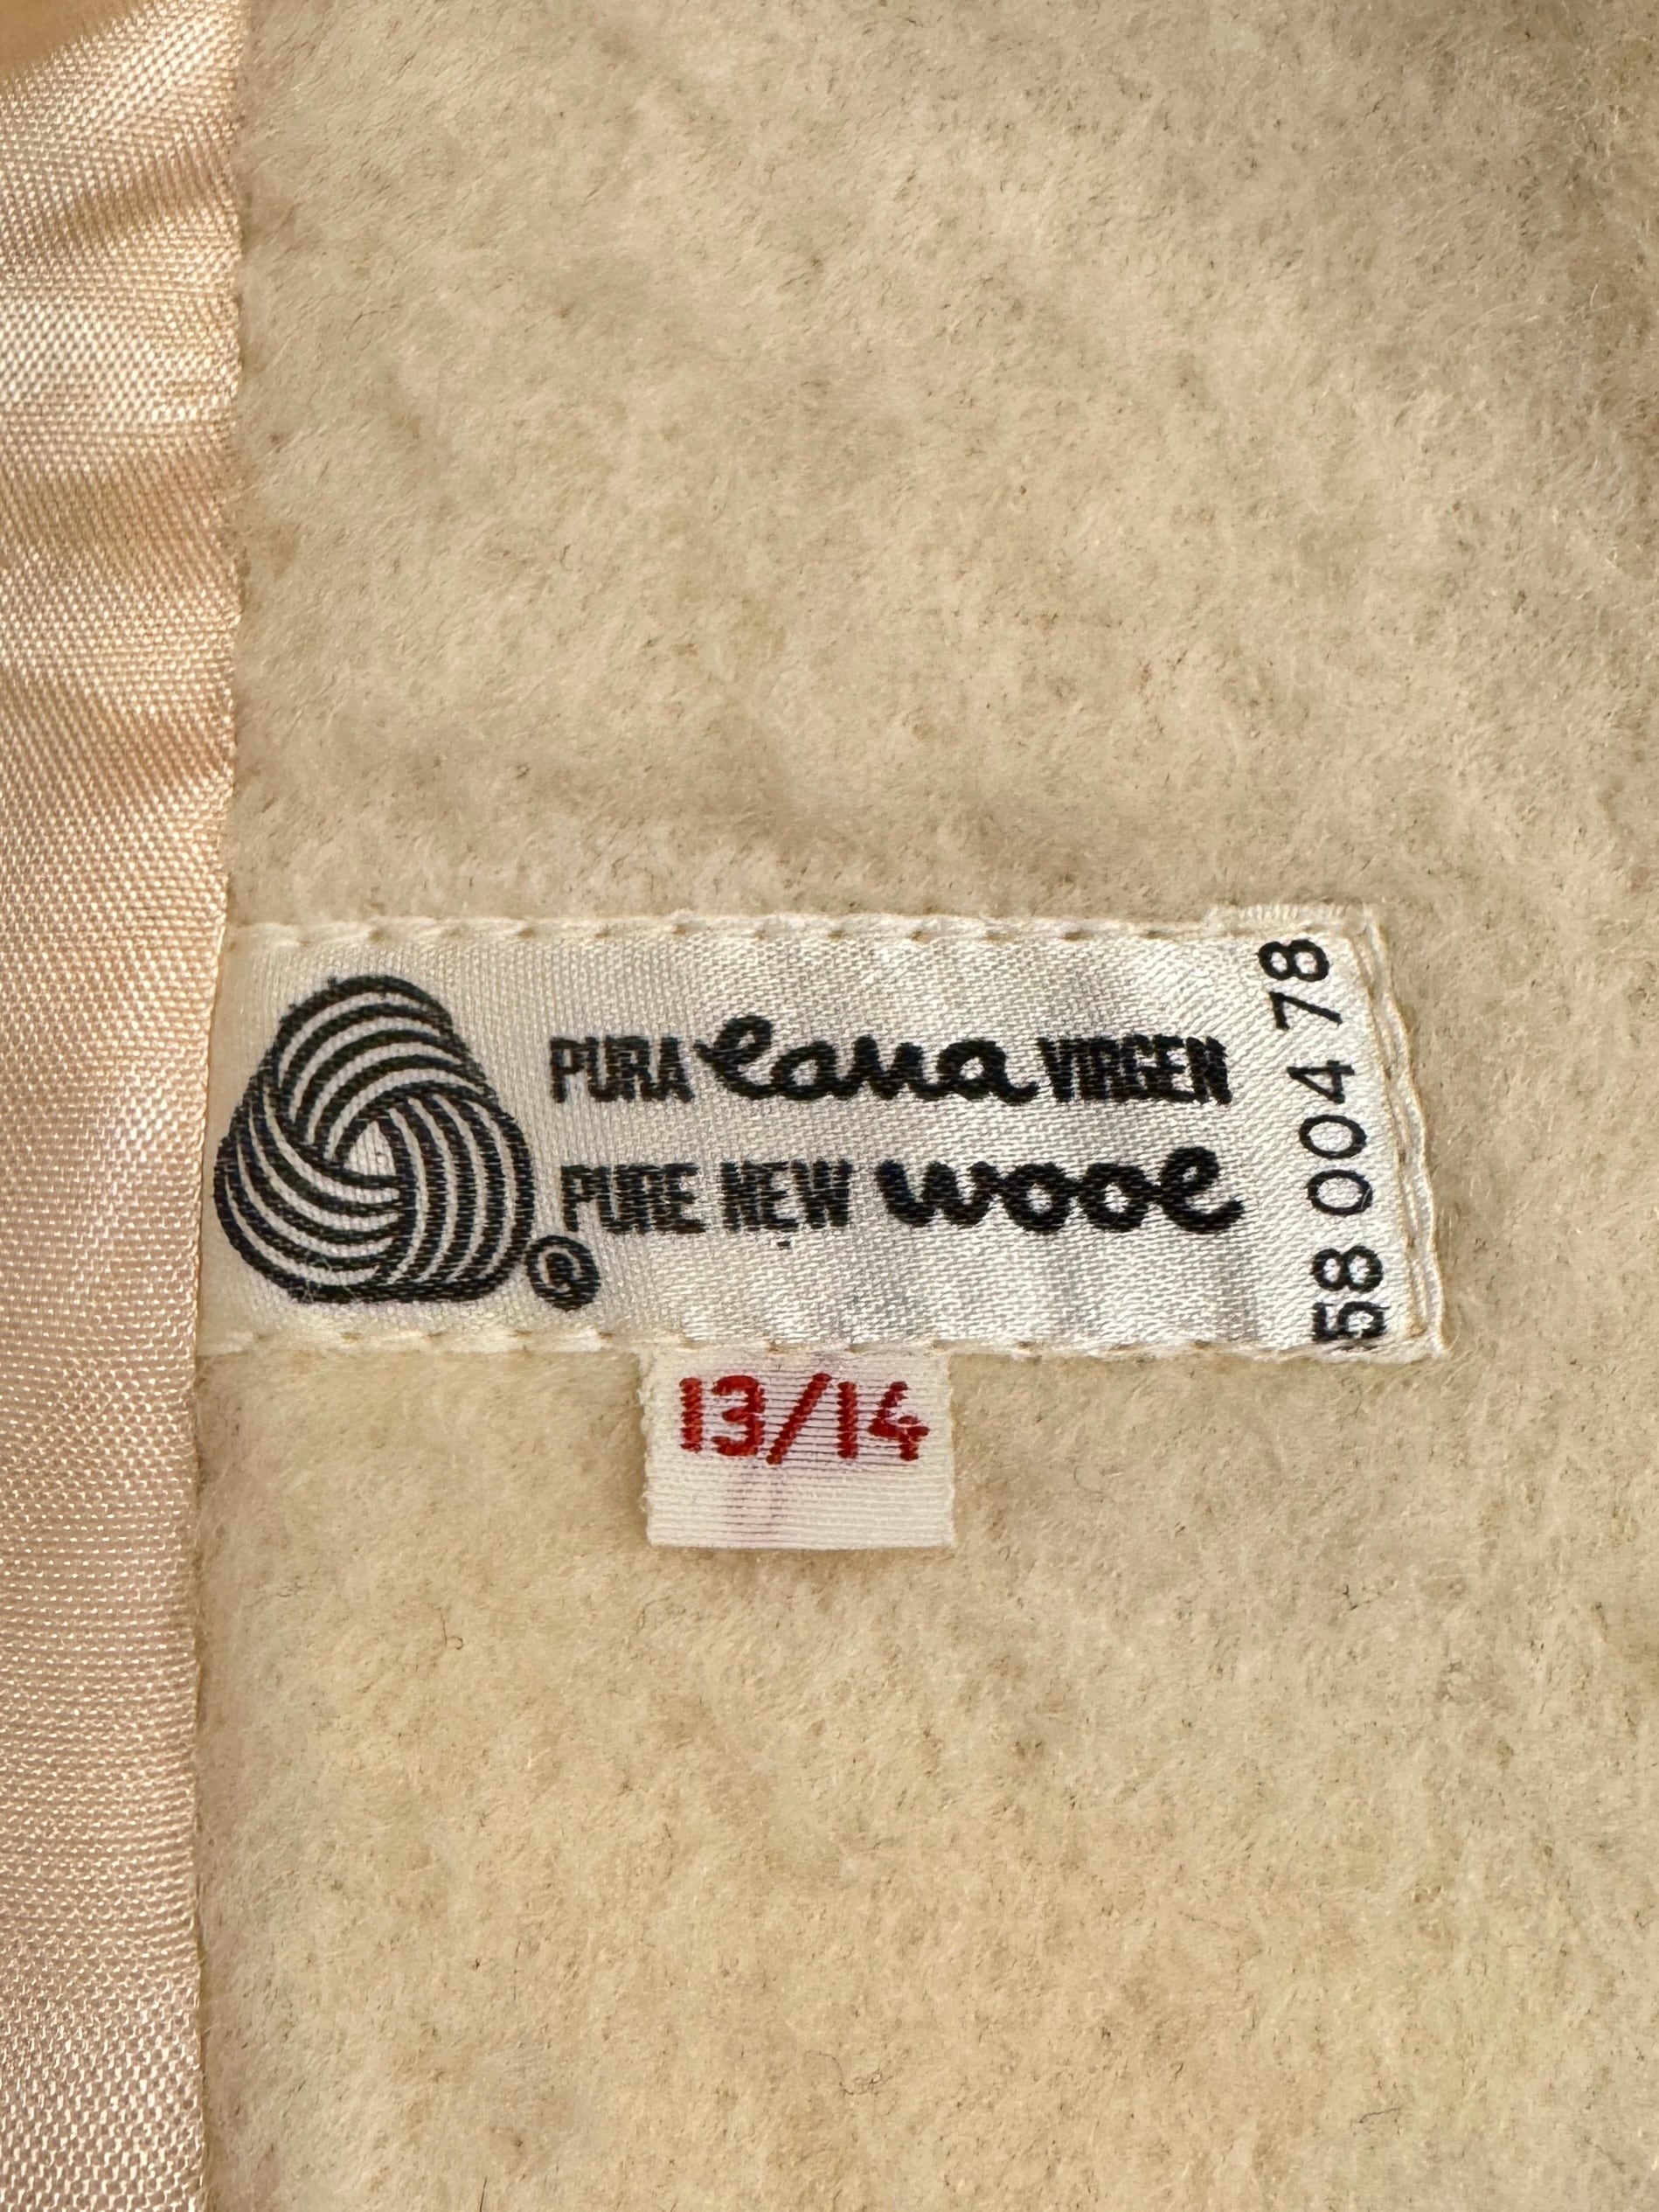 PURA lana VIRGEN
PURE NEW wool
®
58 004 78
13/14